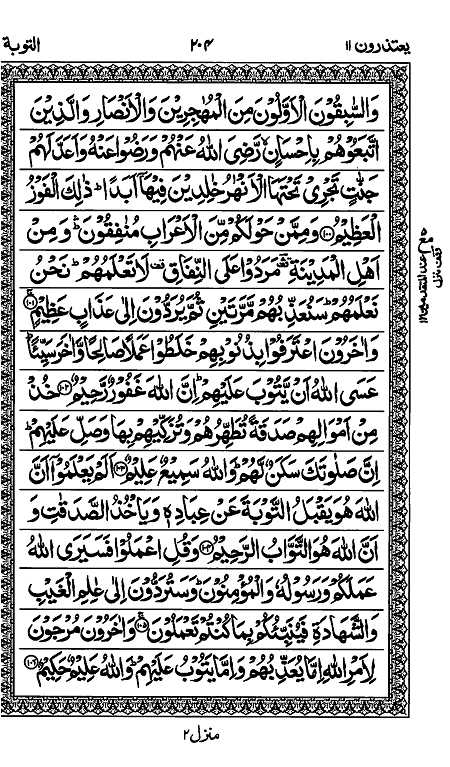 يعتذرون ١١ ٢٠٤ التوبة
وَالسّٰبِقُوْنَ الْاَوَّلُوْنَ مِنَ الْمُهٰجِرِيْنَ وَالْاَنْصَارِ وَالَّذِيْنَ
اتَّبَعُوْهُمْ بِاِحْسَانٍ ۙ رَّضِيَ اللّٰهُ عَنْهُمْ وَرَضُوْا عَنْهُ وَاَعَدَّ لَهُمْ
جَنّٰتٍ تَجْرِيْ تَحْتَهَا الْاَنْهٰرُ خٰلِدِيْنَ فِيْهَآ اَبَدًا ؕ ذٰلِكَ الْفَوْزُ
الْعَظِيْمُ ۝١٠٠ وَمِمَّنْ حَوْلَكُمْ مِّنَ الْاَعْرَابِ مُنٰفِقُوْنَ ۛ وَمِنْ
اَهْلِ الْمَدِيْنَةِ ۛ مَرَدُوْا عَلَى النِّفَاقِ ۫ لَا تَعْلَمُهُمْ ؕ نَحْنُ
نَعْلَمُهُمْ ؕ سَنُعَذِّبُهُمْ مَّرَّتَيْنِ ثُمَّ يُرَدُّوْنَ اِلٰى عَذَابٍ عَظِيْمٍ ۝١٠١
وَاٰخَرُوْنَ اعْتَرَفُوْا بِذُنُوْبِهِمْ خَلَطُوْا عَمَلًا صَالِحًا وَّاٰخَرَ سَيِّئًا ؕ
عَسَى اللّٰهُ اَنْ يَّتُوْبَ عَلَيْهِمْ ؕ اِنَّ اللّٰهَ غَفُوْرٌ رَّحِيْمٌ ۝١٠٢ خُذْ
مِنْ اَمْوَالِهِمْ صَدَقَةً تُطَهِّرُهُمْ وَتُزَكِّيْهِمْ بِهَا وَصَلِّ عَلَيْهِمْ ؕ
اِنَّ صَلٰوتَكَ سَكَنٌ لَّهُمْ ؕ وَاللّٰهُ سَمِيْعٌ عَلِيْمٌ ۝١٠٣ اَلَمْ يَعْلَمُوْٓا اَنَّ
اللّٰهَ هُوَ يَقْبَلُ التَّوْبَةَ عَنْ عِبَادِهٖ وَيَاْخُذُ الصَّدَقٰتِ وَ
اَنَّ اللّٰهَ هُوَ التَّوَّابُ الرَّحِيْمُ ۝١٠٤ وَقُلِ اعْمَلُوْا فَسَيَرَى اللّٰهُ
عَمَلَكُمْ وَرَسُوْلُهٗ وَالْمُؤْمِنُوْنَ ؕ وَسَتُرَدُّوْنَ اِلٰى عٰلِمِ الْغَيْبِ
وَالشَّهَادَةِ فَيُنَبِّئُكُمْ بِمَا كُنْتُمْ تَعْمَلُوْنَ ۝١٠٥ وَاٰخَرُوْنَ مُرْجَوْنَ
لِاَمْرِ اللّٰهِ اِمَّا يُعَذِّبُهُمْ وَاِمَّا يَتُوْبُ عَلَيْهِمْ ؕ وَاللّٰهُ عَلِيْمٌ حَكِيْمٌ ۝١٠٦
منزل ٢